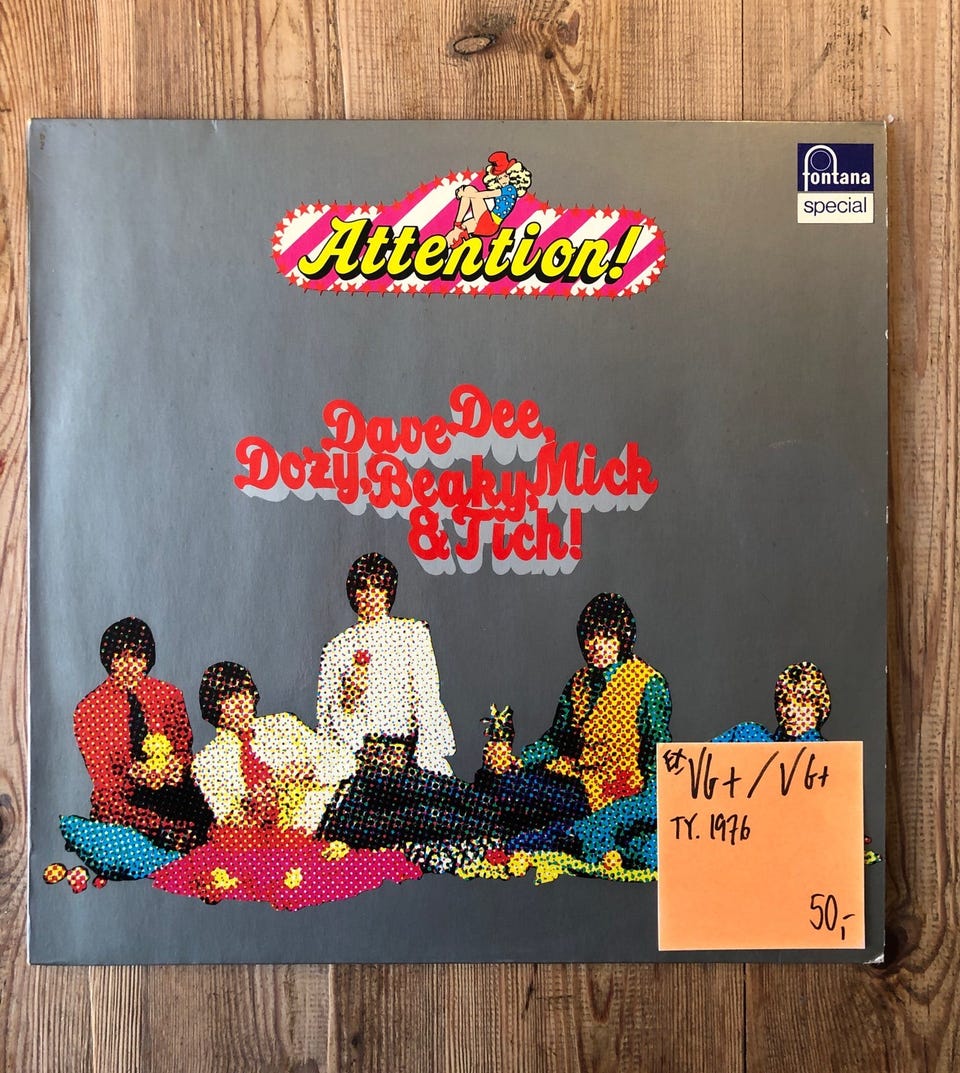 fontana
special
Attention!
Dave Dee,
Dozy, Beaky, Mick
& Tich!
VG+/VG+
TY. 1976
50,-